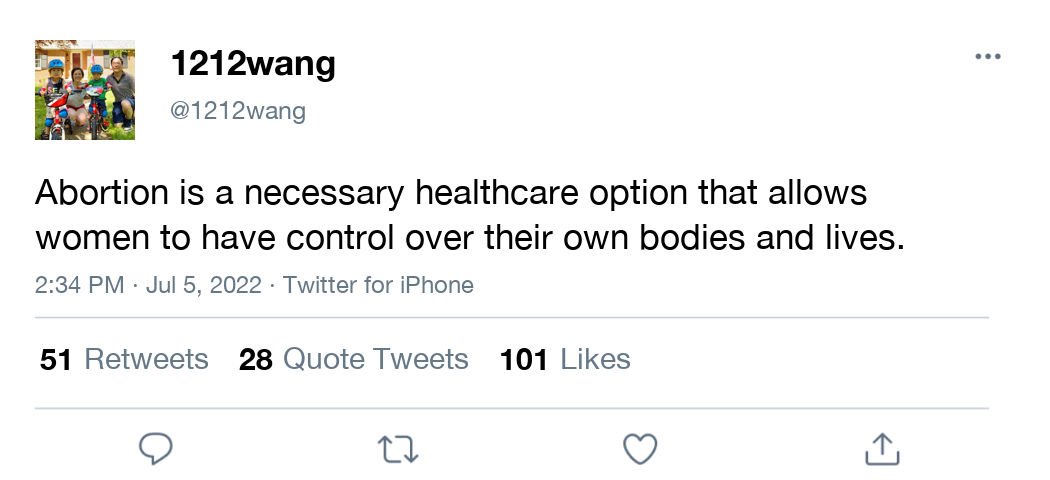 1212wang
@1212wang
Abortion is a necessary healthcare option that allows
women to have control over their own bodies and lives.
2:34 PM · Jul 5, 2022 · Twitter for iPhone
51 Retweets 28 Quote Tweets 101 Likes